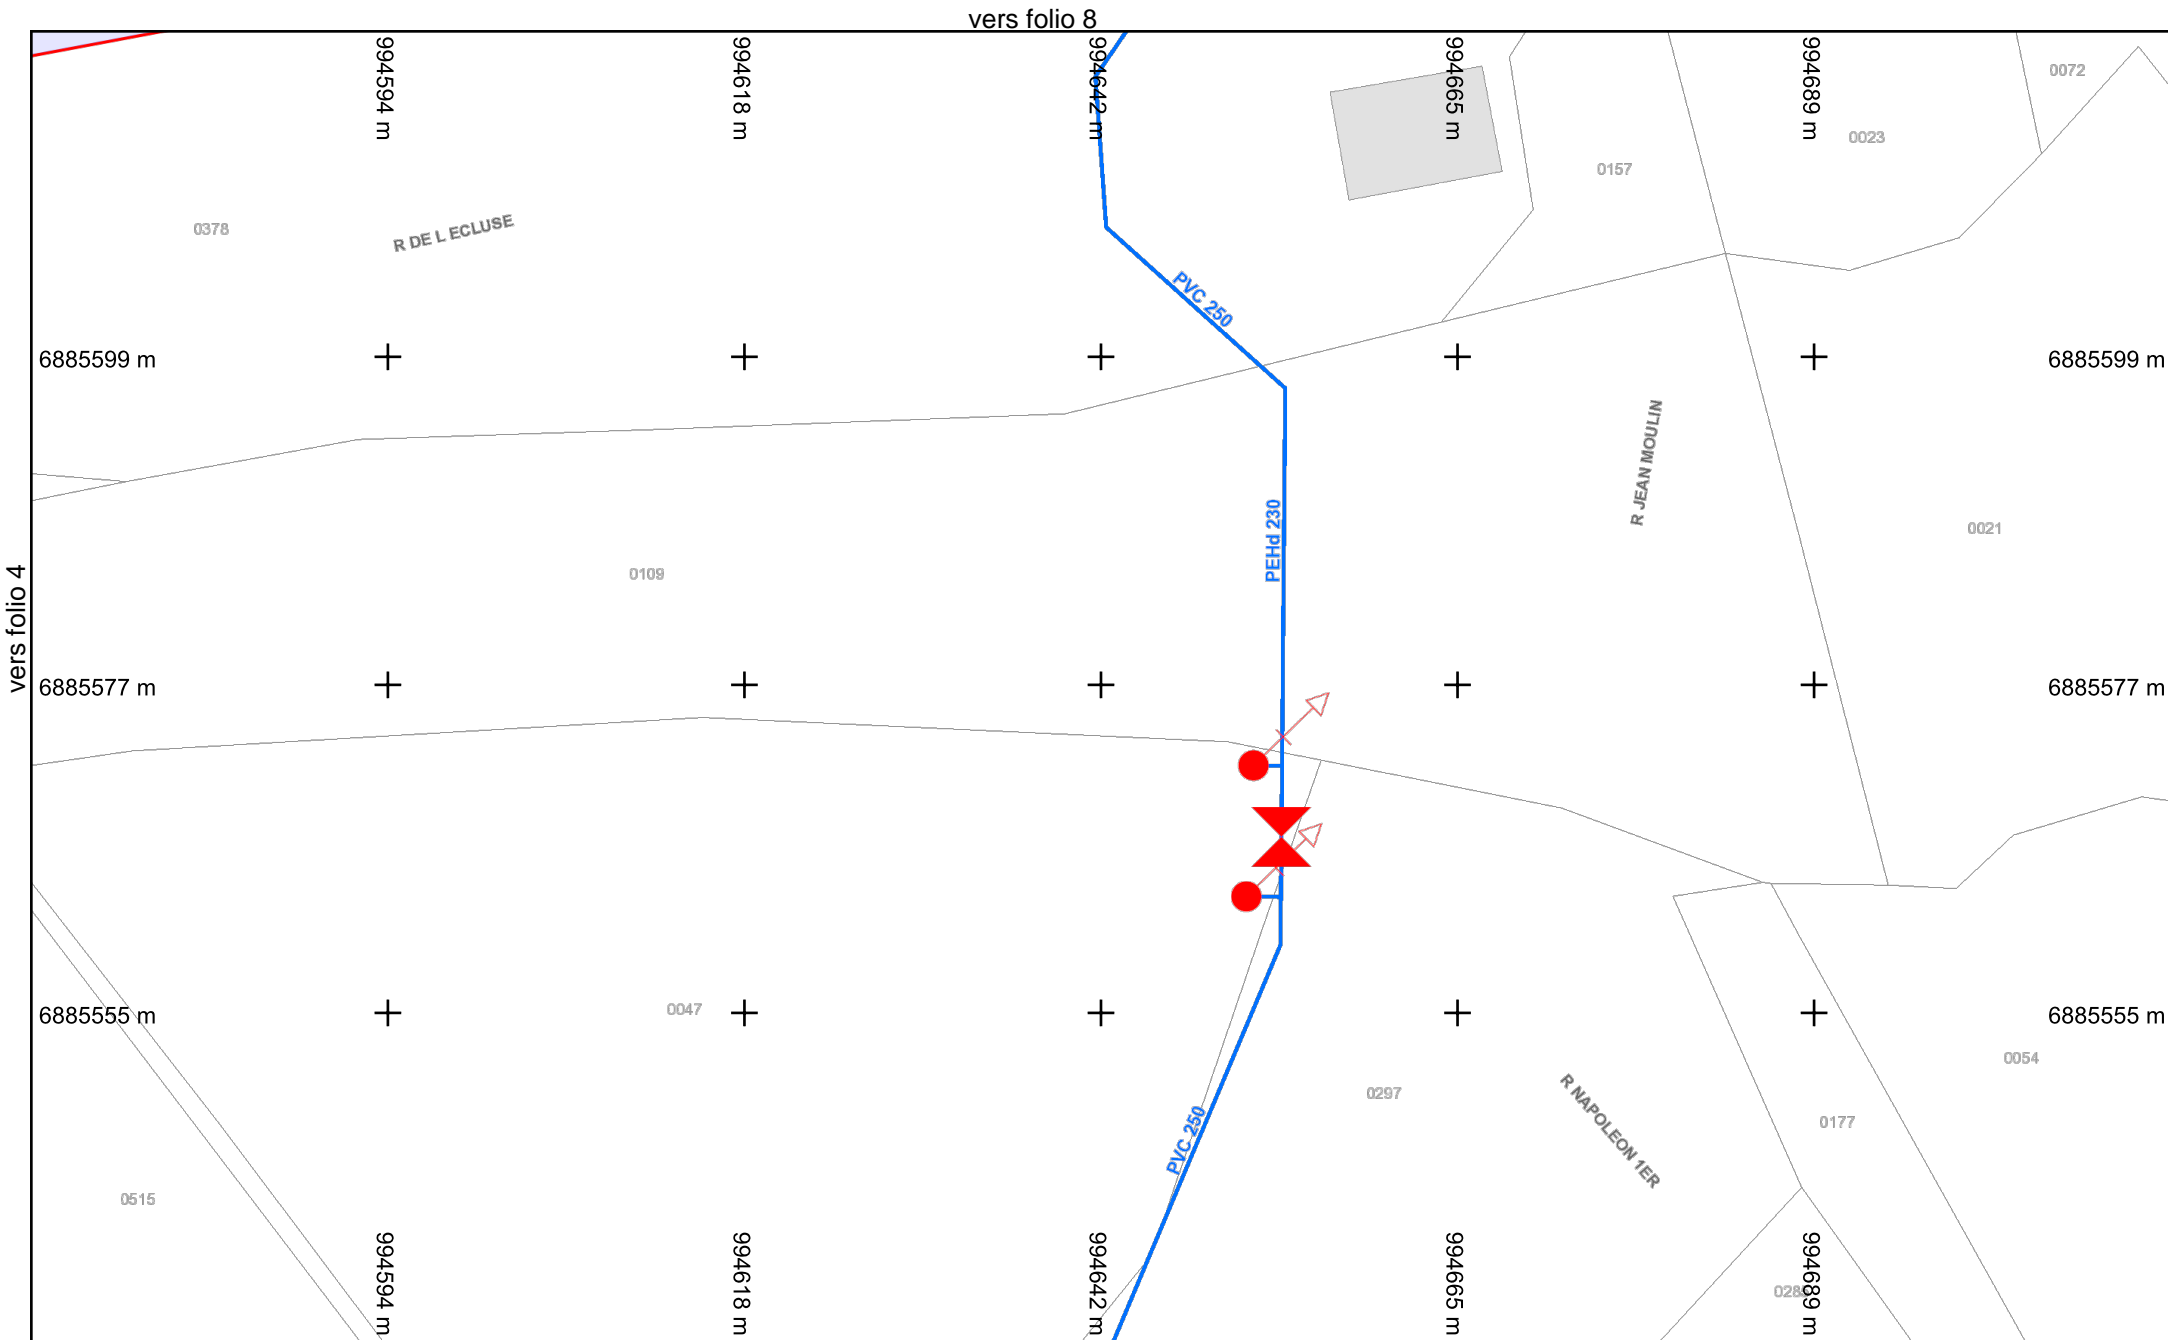 vers folio 8
994594 m
994618 m
994642 m
994665 m
994689 m
0072
0023
0157
0378
R DE L ECLUSE
PVC 250
6885599 m
6885599 m
R JEAN MOULIN
PEHd 230
0021
0109
vers folio 4
6885577 m
6885577 m
0047
6885555 m
6885555 m
0054
0297
R NAPOLEON 1ER
0177
PVC 250
0515
994594 m
994618 m
994642 m
994665 m
994689 m